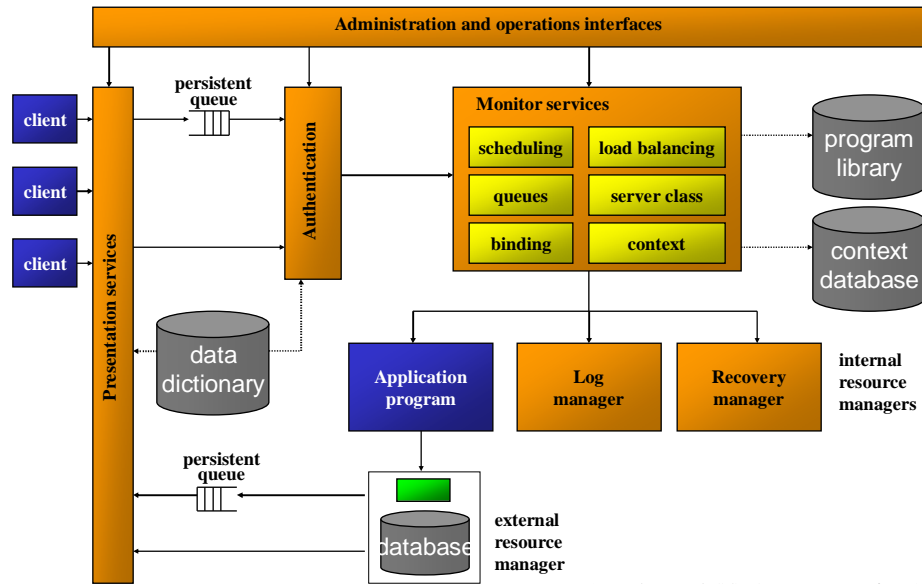 Administration and operations interfaces
persistent
queue
client
client
client
Presentation services
Authentication
Monitor services
scheduling
load balancing
queues
server class
binding
context
program
library
context
database
data
dictionary
Application
program
Log
manager
Recovery
manager
internal
resource
managers
persistent
queue
database
external
resource
manager